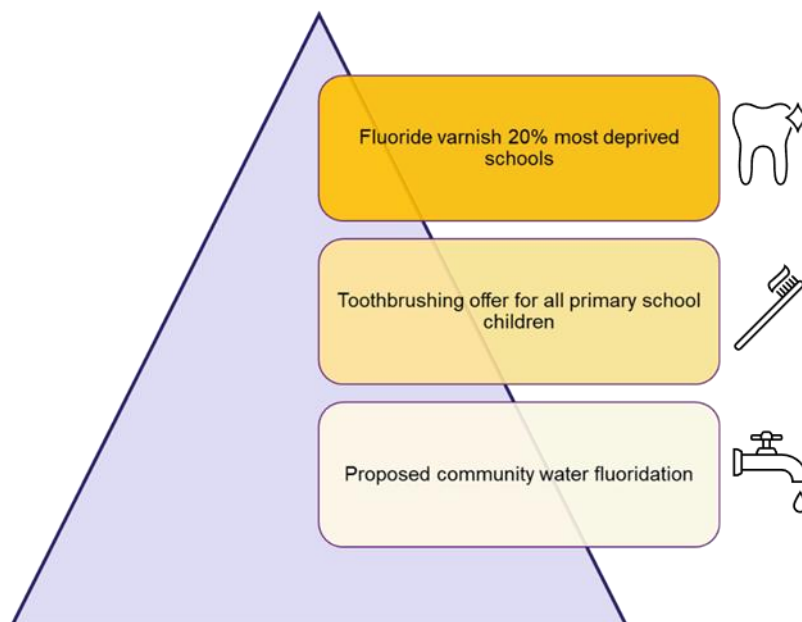 Fluoride varnish 20% most deprived
schools
Toothbrushing offer for all primary school
children
Proposed community water fluoridation